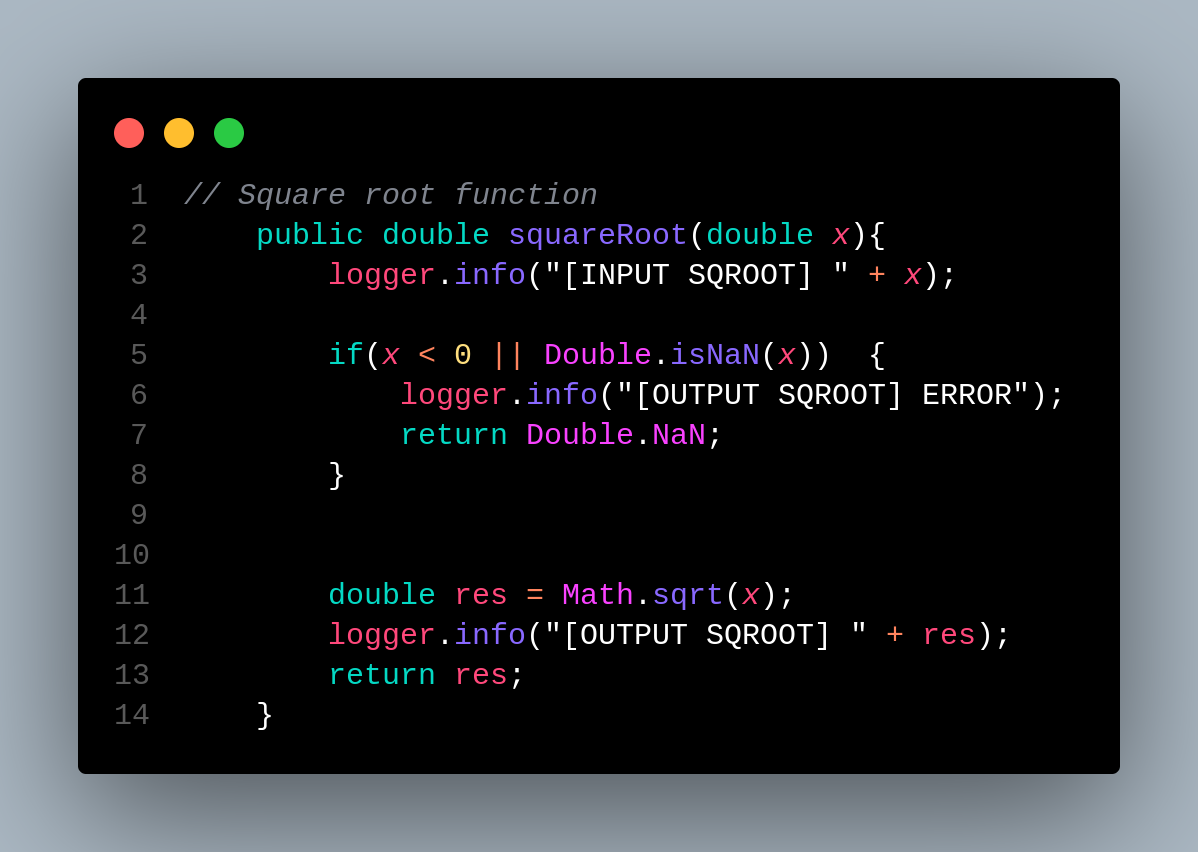 1 // Square root function
2     public double squareRoot(double x){
3         logger.info("[INPUT SQROOT] " + x);
4
5         if(x < 0 || Double.isNaN(x))  {
6             logger.info("[OUTPUT SQROOT] ERROR");
7             return Double.NaN;
8         }
9
10
11         double res = Math.sqrt(x);
12         logger.info("[OUTPUT SQROOT] " + res);
13         return res;
14     }